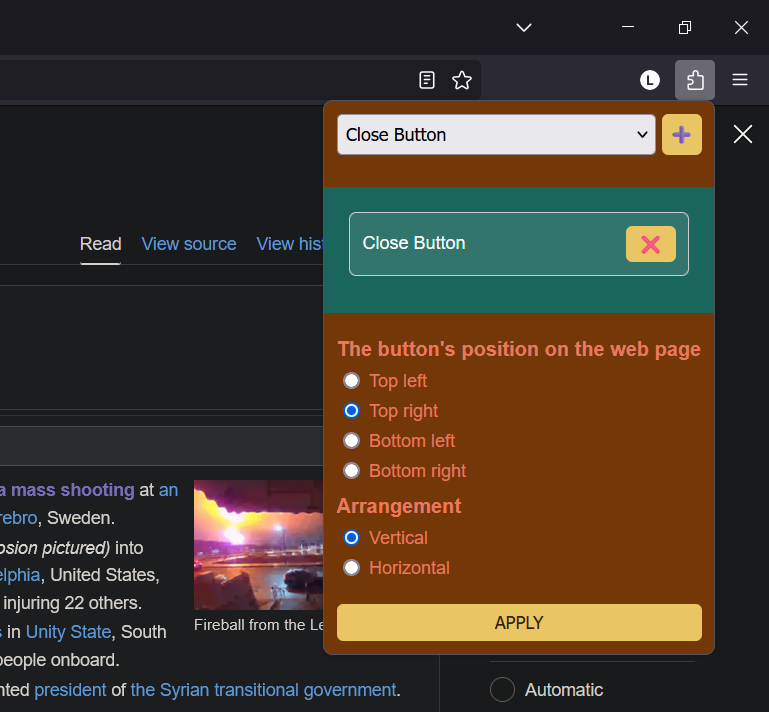 L
Close Button
Read View source View hist
Close Button
The button's position on the web page
Top left
Top right
Bottom left
Bottom right
Arrangement
Vertical
Horizontal
APPLY
a mass shooting at an
rebro, Sweden.
osion pictured) into
elphia, United States,
injuring 22 others.
s in Unity State, South
people onboard.
nted president of the Syrian transitional government.
Fireball from the Le
Automatic